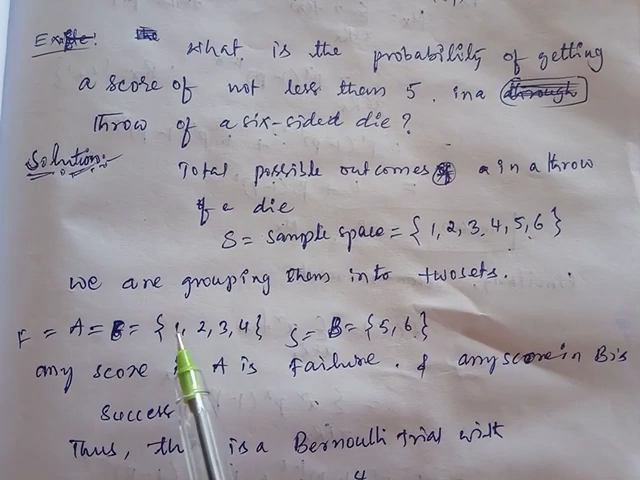 Exple:
What is the probability of getting
a score of not less than 5 in a through
throw of a six-sided die?
Solution:- Total possible outcomes a in a throw
of a die
S = sample space = { 1, 2, 3, 4, 5, 6 }
we are grouping them into two sets.
F = A = { 1, 2, 3, 4 } S = B = { 5, 6 }
any score A is Failure. & any score in B is
Success
Thus, is a Bernoulli trial with
4